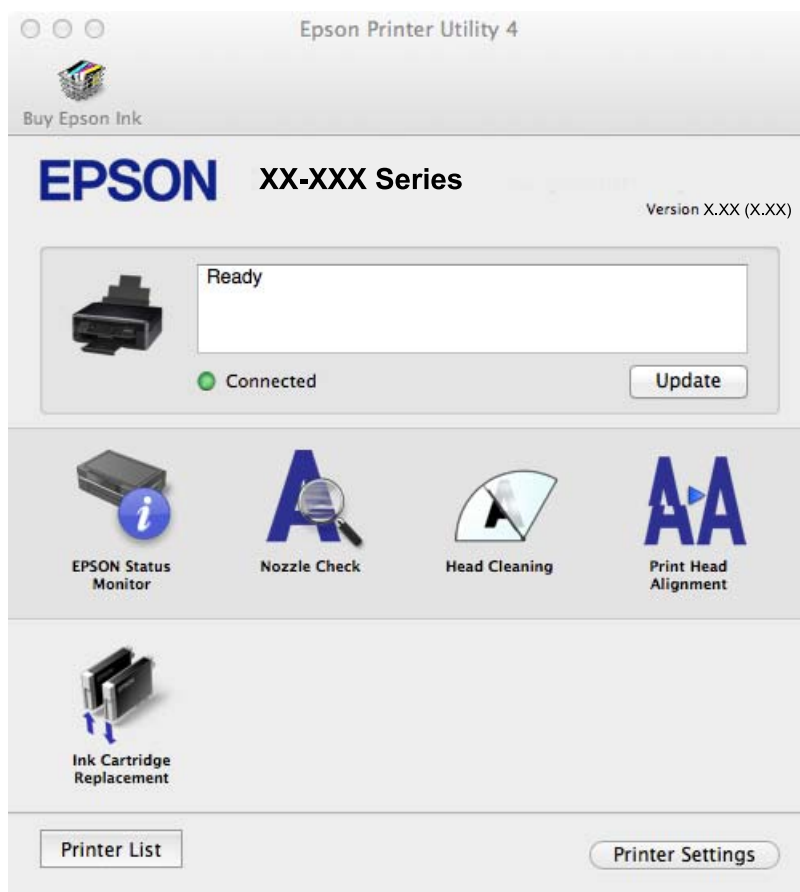 Epson Printer Utility 4
Buy Epson Ink
EPSON XX-XXX Series
Version X.XX (X.XX)
Ready
Connected
Update
EPSON Status
Monitor
Nozzle Check
Head Cleaning
Print Head
Alignment
Ink Cartridge
Replacement
Printer List
Printer Settings